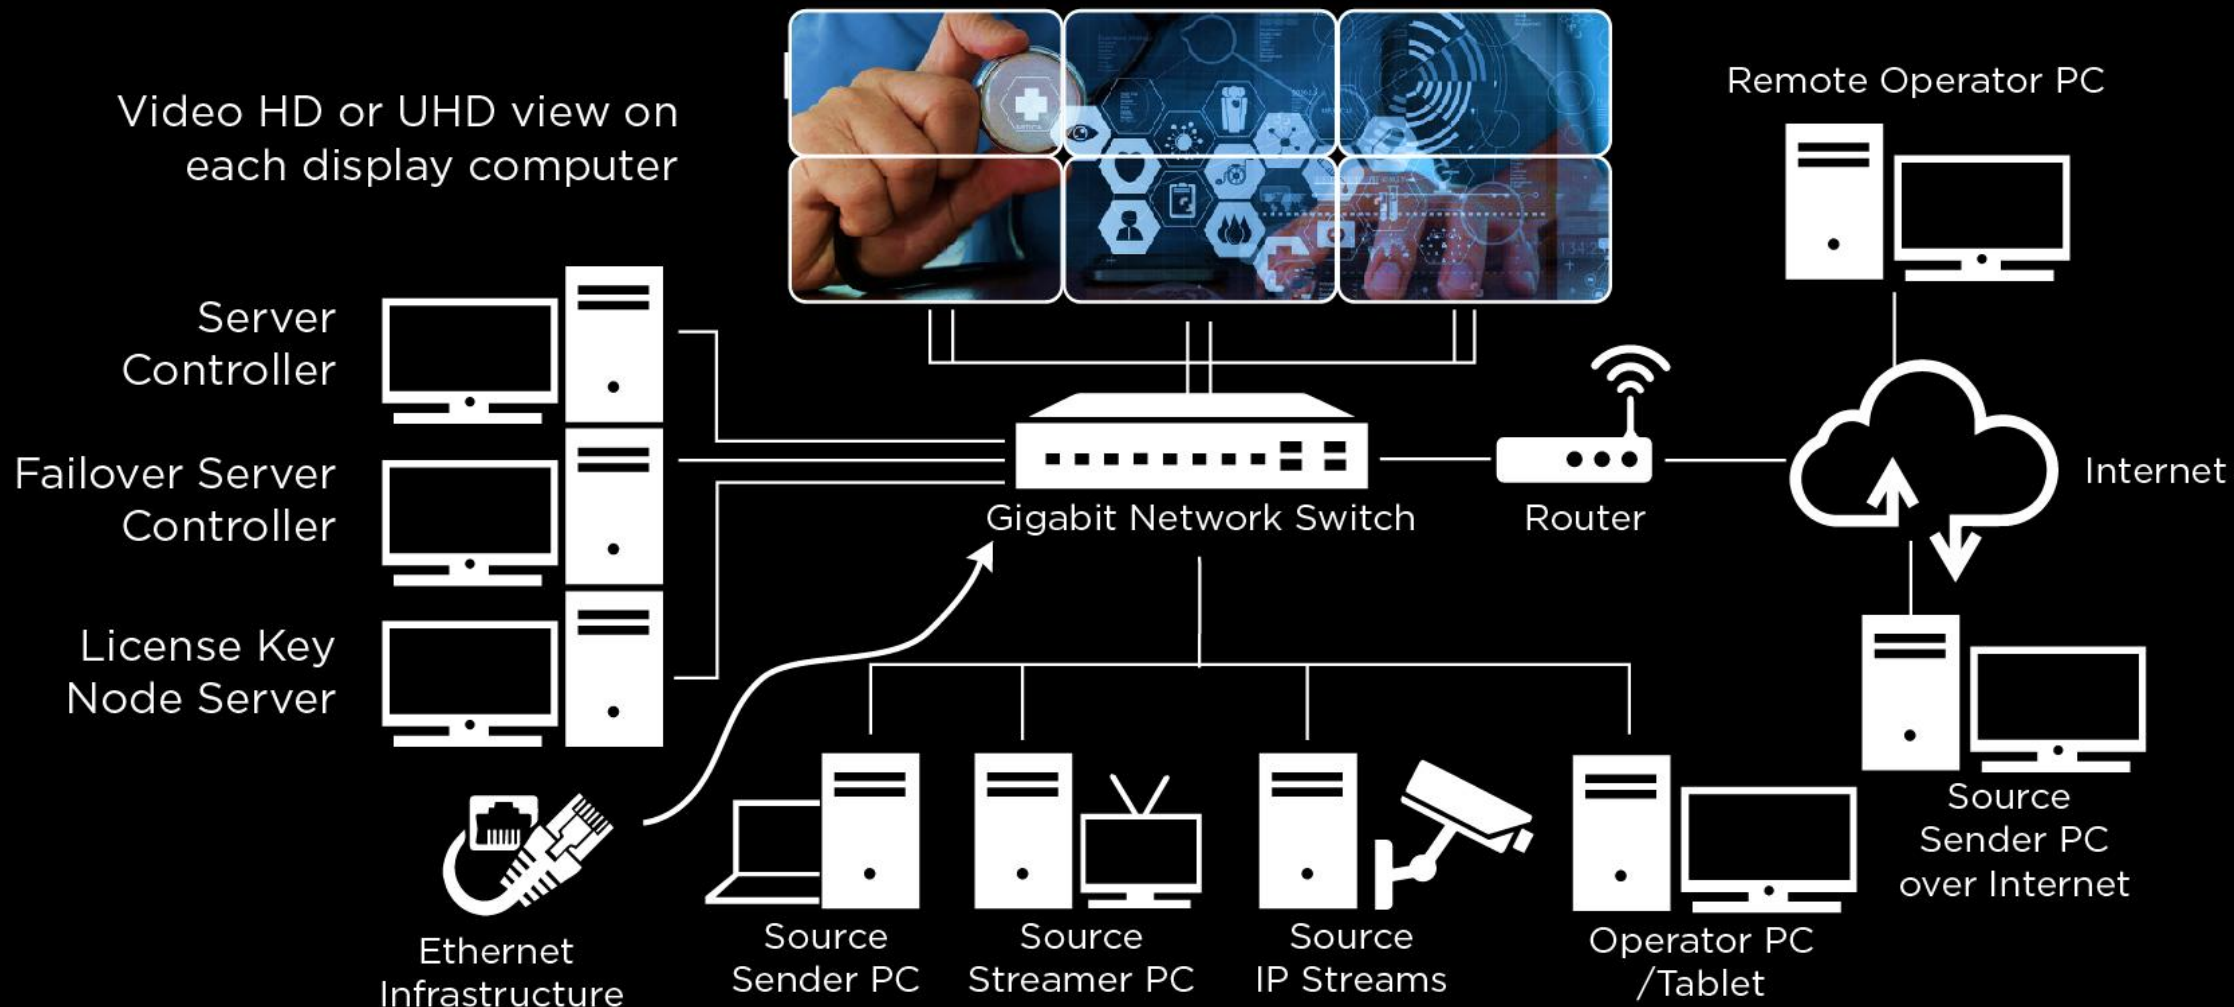 Video HD or UHD view on
each display computer
Remote Operator PC
Server
Controller
Failover Server
Controller
License Key
Node Server
Gigabit Network Switch
Router
Internet
Ethernet
Infrastructure
Source
Sender PC
Source
Streamer PC
Source
IP Streams
Operator PC
/Tablet
Source
Sender PC
over Internet